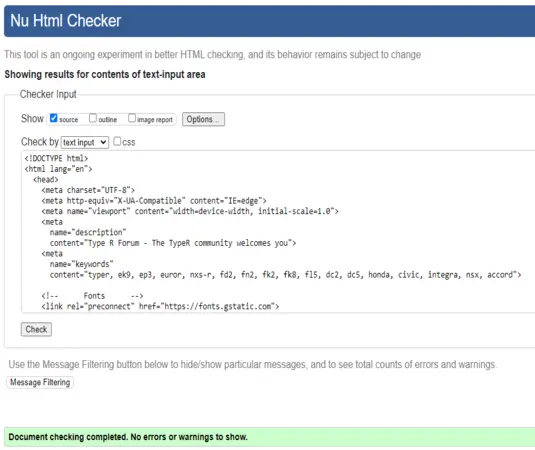 Nu Html Checker
This tool is an ongoing experiment in better HTML checking, and its behavior remains subject to change
Showing results for contents of text-input area
Checker Input
Show source outline image report Options...
Check by text input css
<!DOCTYPE html>
<html lang="en">
<head>
<meta charset="UTF-8">
<meta http-equiv="X-UA-Compatible" content="IE=edge">
<meta name="viewport" content="width=device-width, initial-scale=1.0">
<meta
name="description"
content="Type R Forum - The TypeR community welcomes you">
<meta
name="keywords"
content="typer, ek9, ep3, euror, nxs-r, fd2, fn2, fk2, fk8, fl5, dc2, dc5, honda, civic, integra, nsx, accord">
<!-- Fonts -->
<link rel="preconnect" href="https://fonts.gstatic.com">
Check
Use the Message Filtering button below to hide/show particular messages, and to see total counts of errors and warnings.
Message Filtering
Document checking completed. No errors or warnings to show.